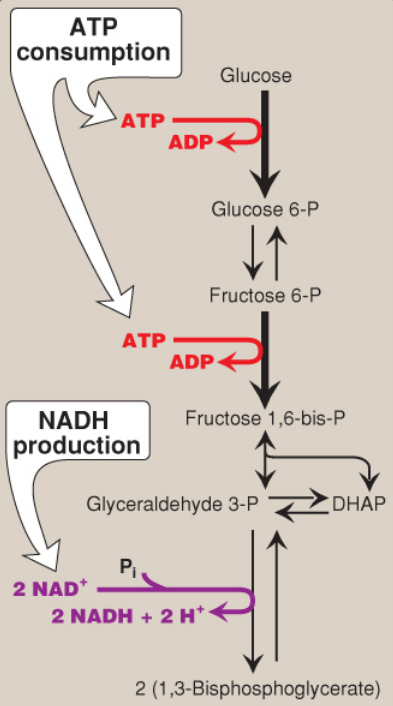 ATP
consumption
Glucose
ATP
ADP
Glucose 6-P
Fructose 6-P
ATP
ADP
Fructose 1,6-bis-P
NADH
production
Glyceraldehyde 3-P
DHAP
Pi
2 NAD⁺
2 NADH + 2 H⁺
2 (1,3-Bisphosphoglycerate)